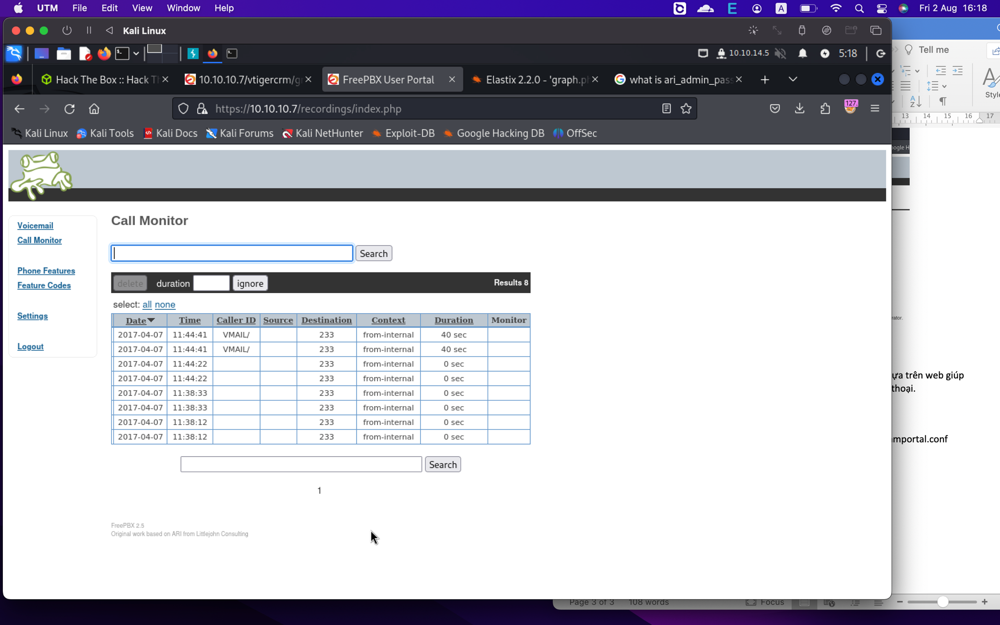 UTM File Edit View Window Help A Fri 2 Aug 16:18
Kali Linux
10.10.14.5 5:18
Tell me
Hack The Box :: Hack Th 10.10.10.7/vtigercrm/gr FreePBX User Portal Elastix 2.2.0 - 'graph.ph what is ari_admin_pass
https://10.10.10.7/recordings/index.php
127.
Kali Linux Kali Tools Kali Docs Kali Forums Kali NetHunter Exploit-DB Google Hacking DB OffSec
13 14 15 16 17
ogle H
Call Monitor
Voicemail
Call Monitor
Phone Features
Feature Codes
Settings
Logout
Search
delete duration ignore Results 8
select: all none
Date Time Caller ID Source Destination Context Duration Monitor
2017-04-07 11:44:41 VMAIL/ 233 from-internal 40 sec
2017-04-07 11:44:41 VMAIL/ 233 from-internal 40 sec
2017-04-07 11:44:22 233 from-internal 0 sec
2017-04-07 11:44:22 233 from-internal 0 sec
2017-04-07 11:38:33 233 from-internal 0 sec
2017-04-07 11:38:33 233 from-internal 0 sec
2017-04-07 11:38:12 233 from-internal 0 sec
2017-04-07 11:38:12 233 from-internal 0 sec
Search
1
FreePBX 2.5
Original work based on ARI from Littlejohn Consulting
rator.
ựa trên web giúp
thoại.
mportal.conf
Page 3 of 3 108 words Focus